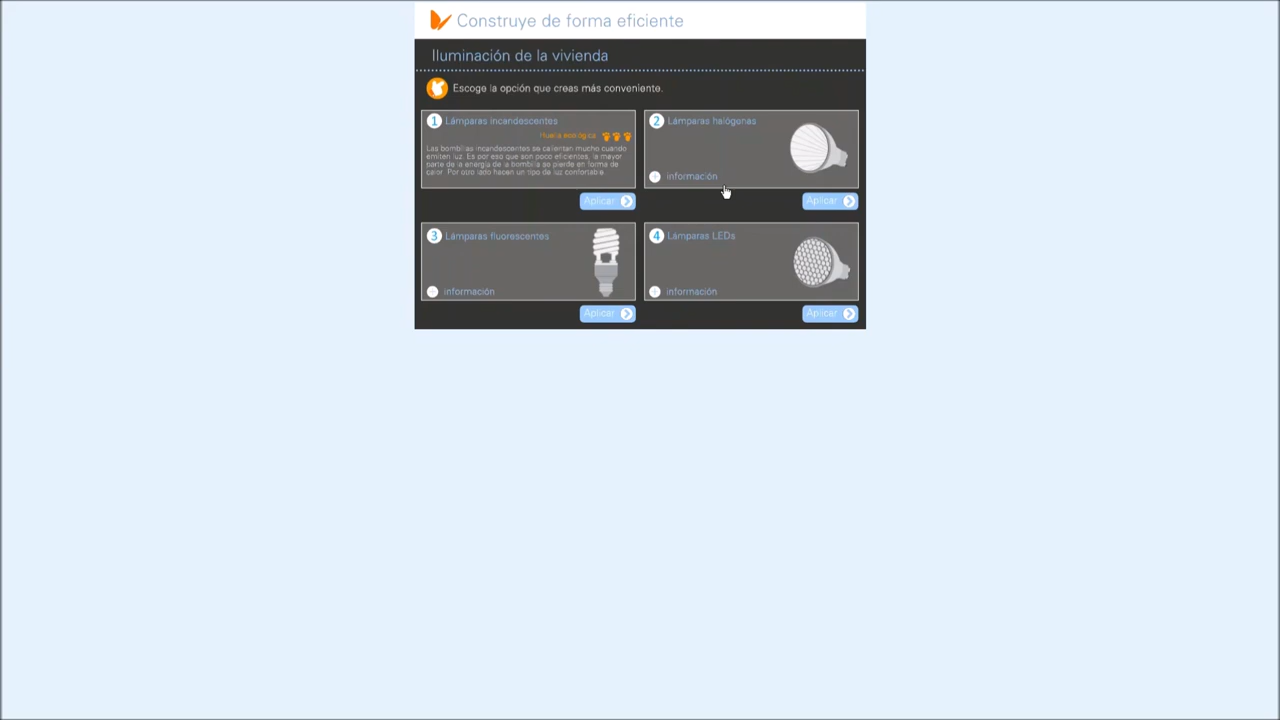 Construye de forma eficiente
Iluminación de la vivienda
Escoge la opción que creas más conveniente.
1 Lámparas incandescentes
Huella ecológica
Las bombillas incandescentes se calientan mucho cuando
emiten luz. Es por eso que son poco eficientes, la mayor
parte de la energía de la bombilla se pierde en forma de
calor. Por otro lado hacen un tipo de luz confortable.
Aplicar
2 Lámparas halógenas
+ información
Aplicar
3 Lámparas fluorescentes
+ información
Aplicar
4 Lámparas LEDs
+ información
Aplicar